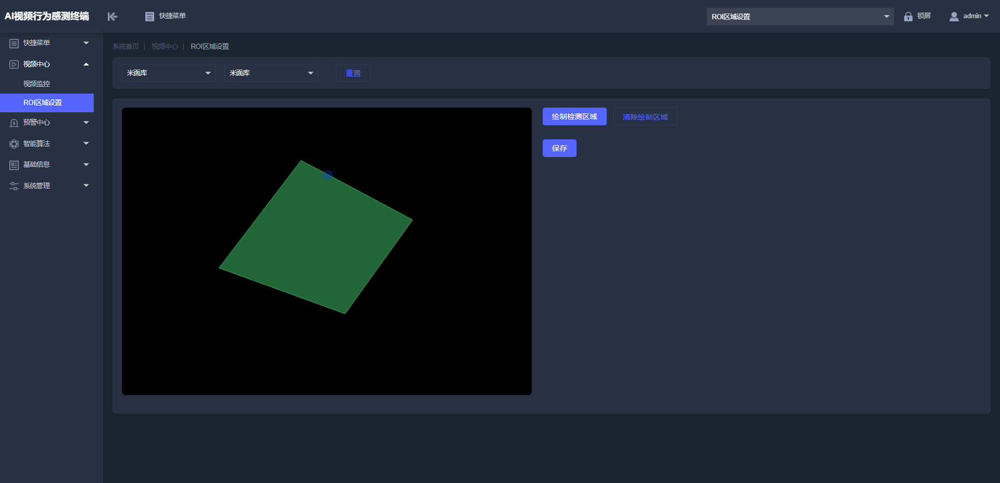 AI视频行为感测终端
快捷菜单
ROI区域设置
锁屏
admin
快捷菜单
视频中心
视频监控
ROI区域设置
预警中心
智能算法
基础信息
系统管理
系统首页 | 视频中心 | ROI区域设置
米面库
米面库
重置
绘制检测区域
清除绘制区域
保存